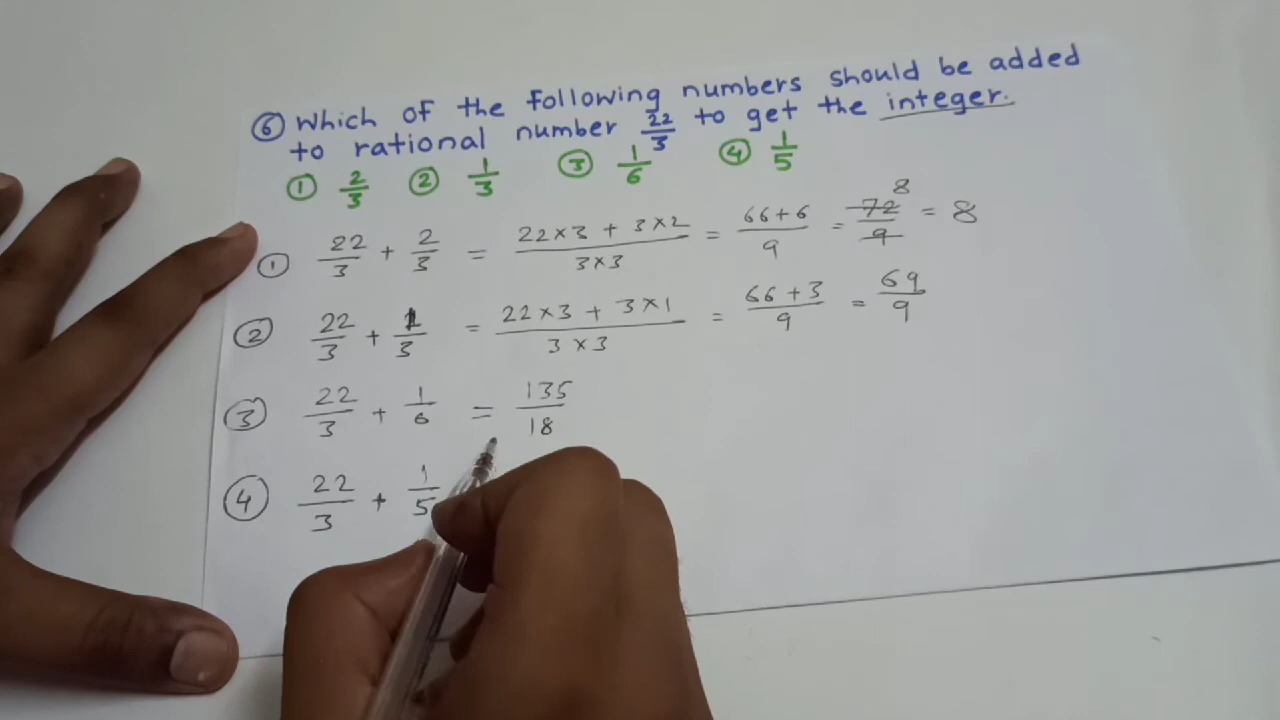 ⑥ Which of the following numbers should be added
to rational number 22/3 to get the integer.
① 2/3 ② 1/3 ③ 1/6 ④ 1/5
① 22/3 + 2/3 = (22×3 + 3×2)/(3×3) = (66+6)/9 = 72/9 8 = 8
② 22/3 + 1/3 = (22×3 + 3×1)/(3×3) = (66+3)/9 = 69/9
③ 22/3 + 1/6 = 135/18
④ 22/3 + 1/5